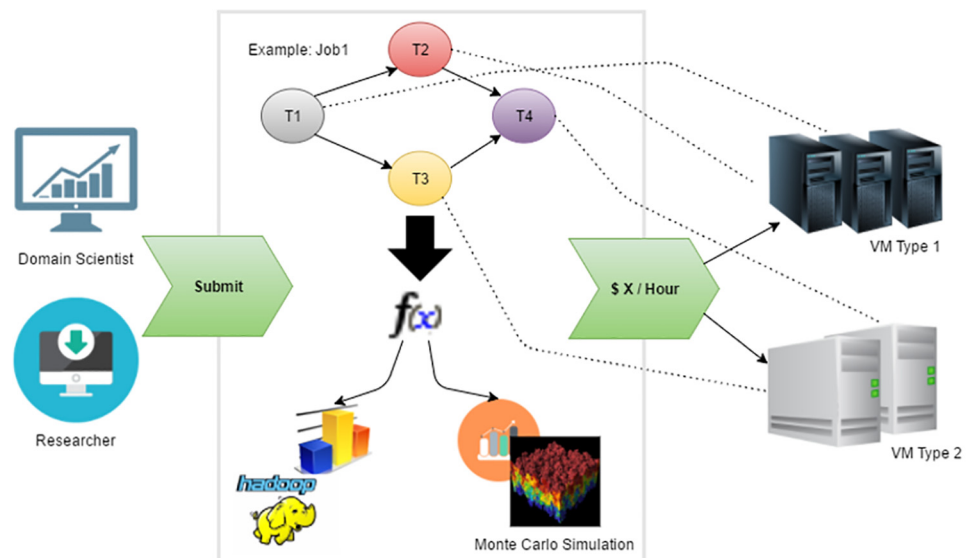 Example: Job1
T2
T1
T4
T3
Domain Scientist
Submit
$ X / Hour
VM Type 1
f(x)
Researcher
hadoop
VM Type 2
Monte Carlo Simulation